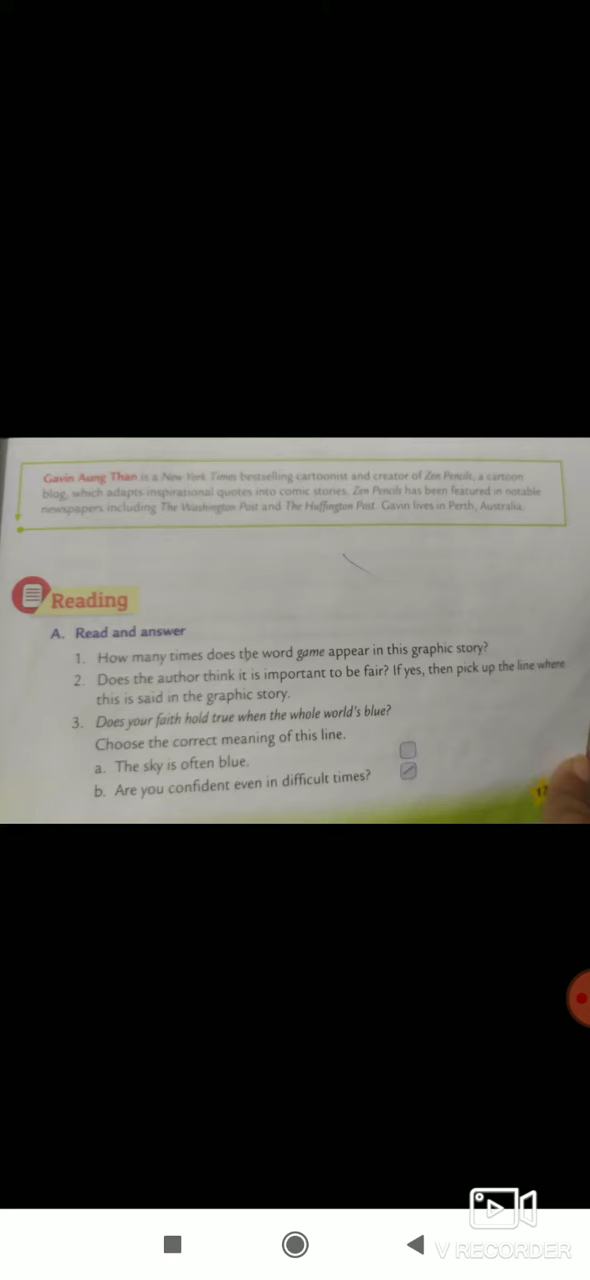 Gavin Aung Than is a New York Times bestselling cartoonist and creator of Zen Pencils, a cartoon
blog, which adapts inspirational quotes into comic stories. Zen Pencils has been featured in notable
newspapers including The Washington Post and The Huffington Post. Gavin lives in Perth, Australia.
Reading
A. Read and answer
1. How many times does the word game appear in this graphic story?
2. Does the author think it is important to be fair? If yes, then pick up the line where
this is said in the graphic story.
3. Does your faith hold true when the whole world's blue?
Choose the correct meaning of this line.
a. The sky is often blue.
b. Are you confident even in difficult times?
17
V RECORDER